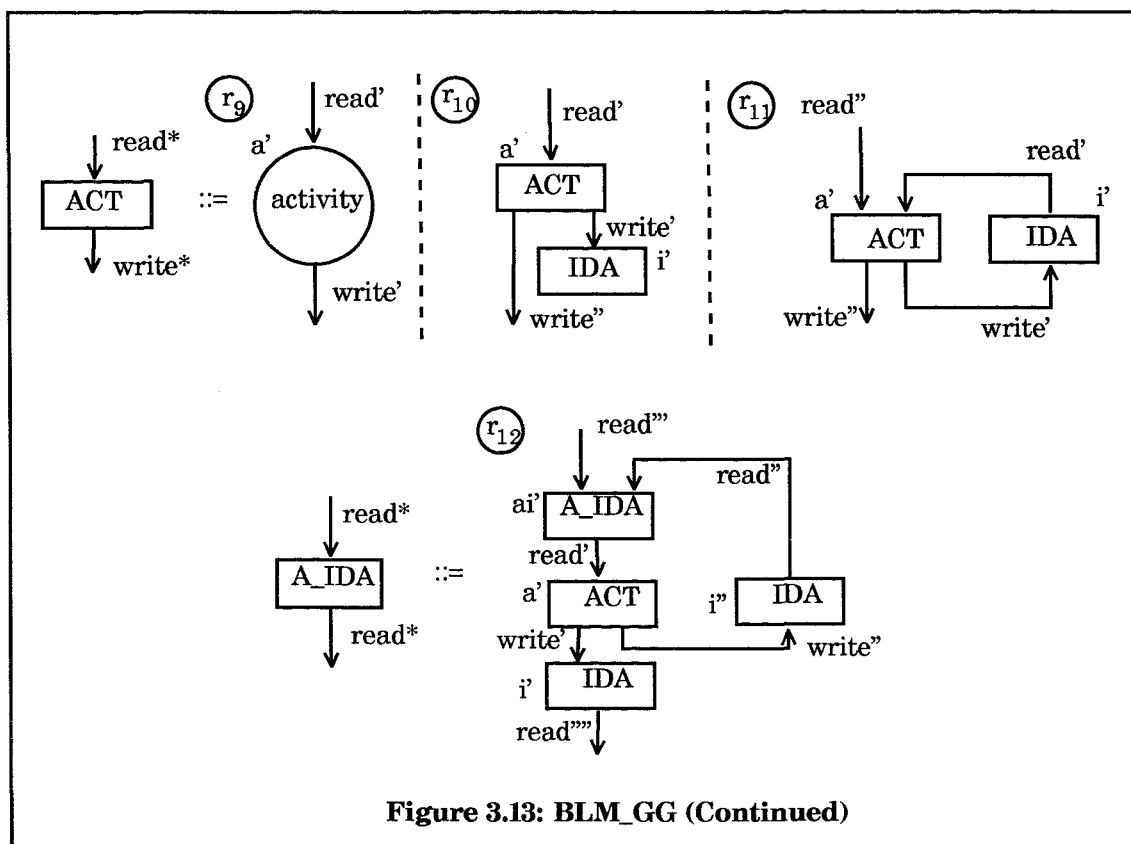 r9 read' r10 read' r11 read"
read* a' a' read'
ACT ::= activity ACT a' i'
write' ACT IDA
write* IDA i'
write' write" write" write'
r12 read'''
read"
read* ai' A_IDA
read'
A_IDA ::= a' ACT i" IDA
read* write' write"
i' IDA
read""
Figure 3.13: BLM_GG (Continued)